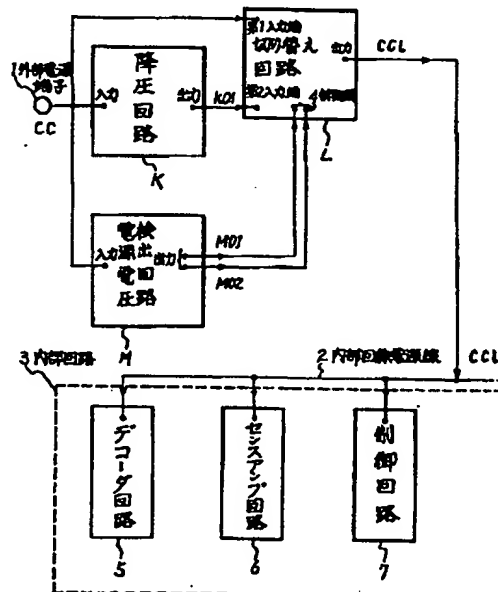 1外部電源端子
CC
入力
降圧回路
出力
KO1
K
第1入力端
切り替え回路
出力
CCL
第2入力端
4制御端
L
入力
電源電圧検出回路
出力
MO1
MO2
M
3内部回路
2内部回路電源線
CCL
デコーダ回路
5
センスアンプ回路
6
制御回路
7